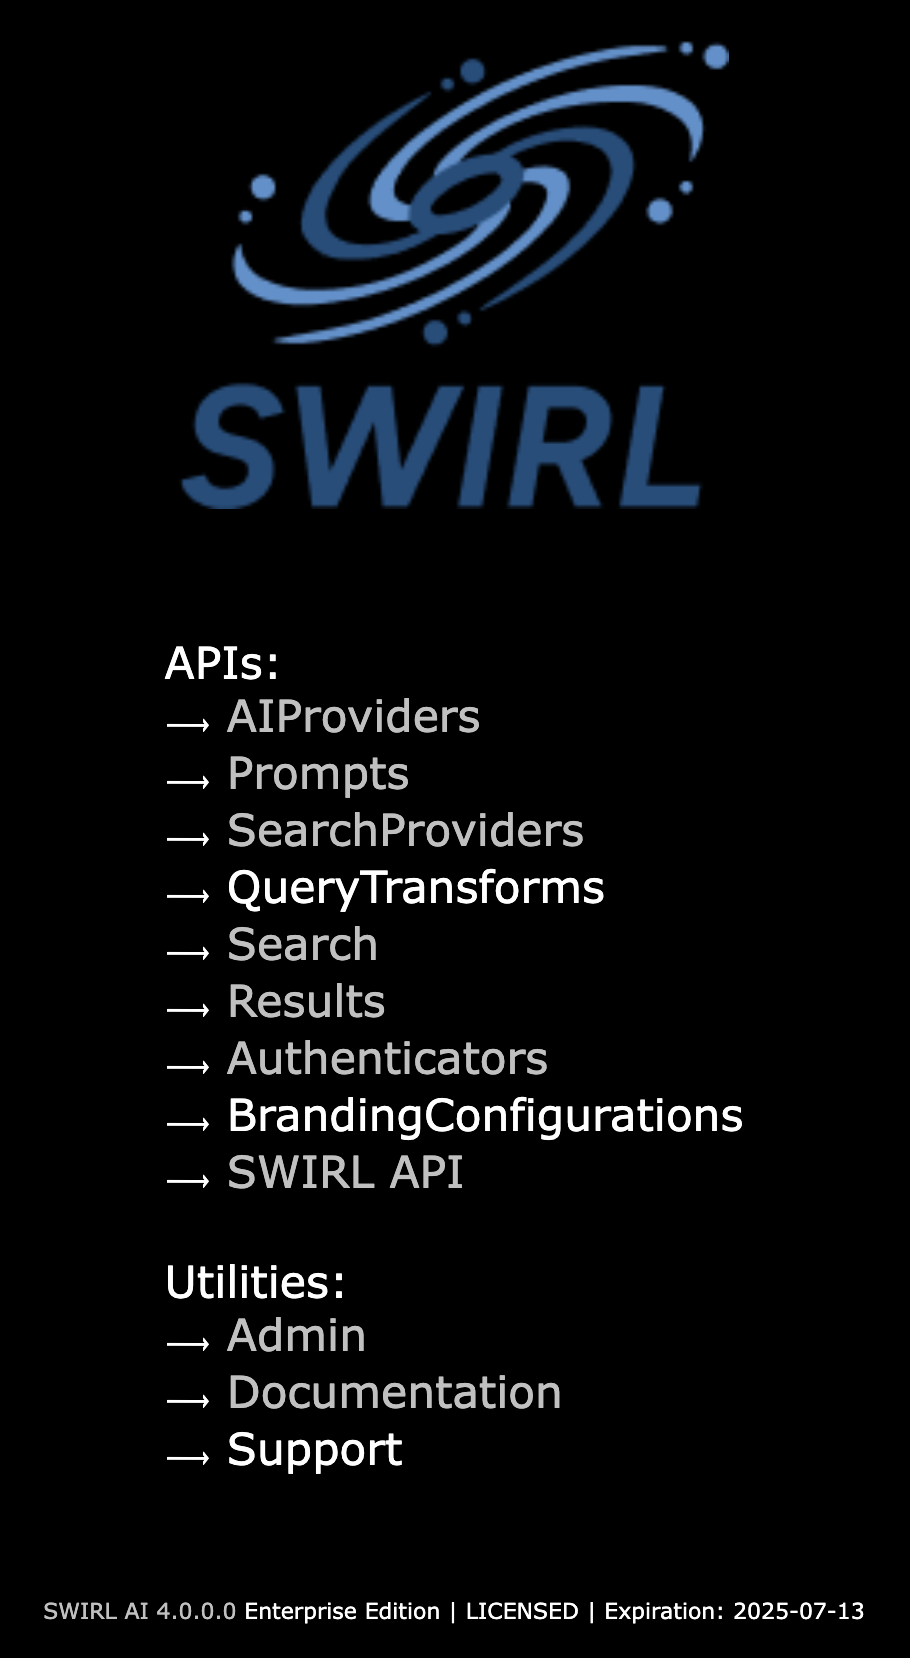 SWIRL
APIs:
⟶ AIProviders
⟶ Prompts
⟶ SearchProviders
⟶ QueryTransforms
⟶ Search
⟶ Results
⟶ Authenticators
⟶ BrandingConfigurations
⟶ SWIRL API
Utilities:
⟶ Admin
⟶ Documentation
⟶ Support
SWIRL AI 4.0.0.0 Enterprise Edition | LICENSED | Expiration: 2025-07-13